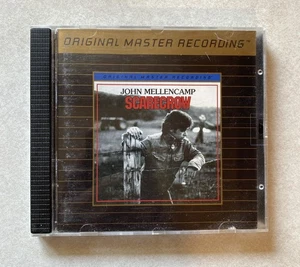 ORIGINAL MASTER RECORDING™
ORIGINAL MASTER RECORDING
JOHN MELLENCAMP
SCARECROW